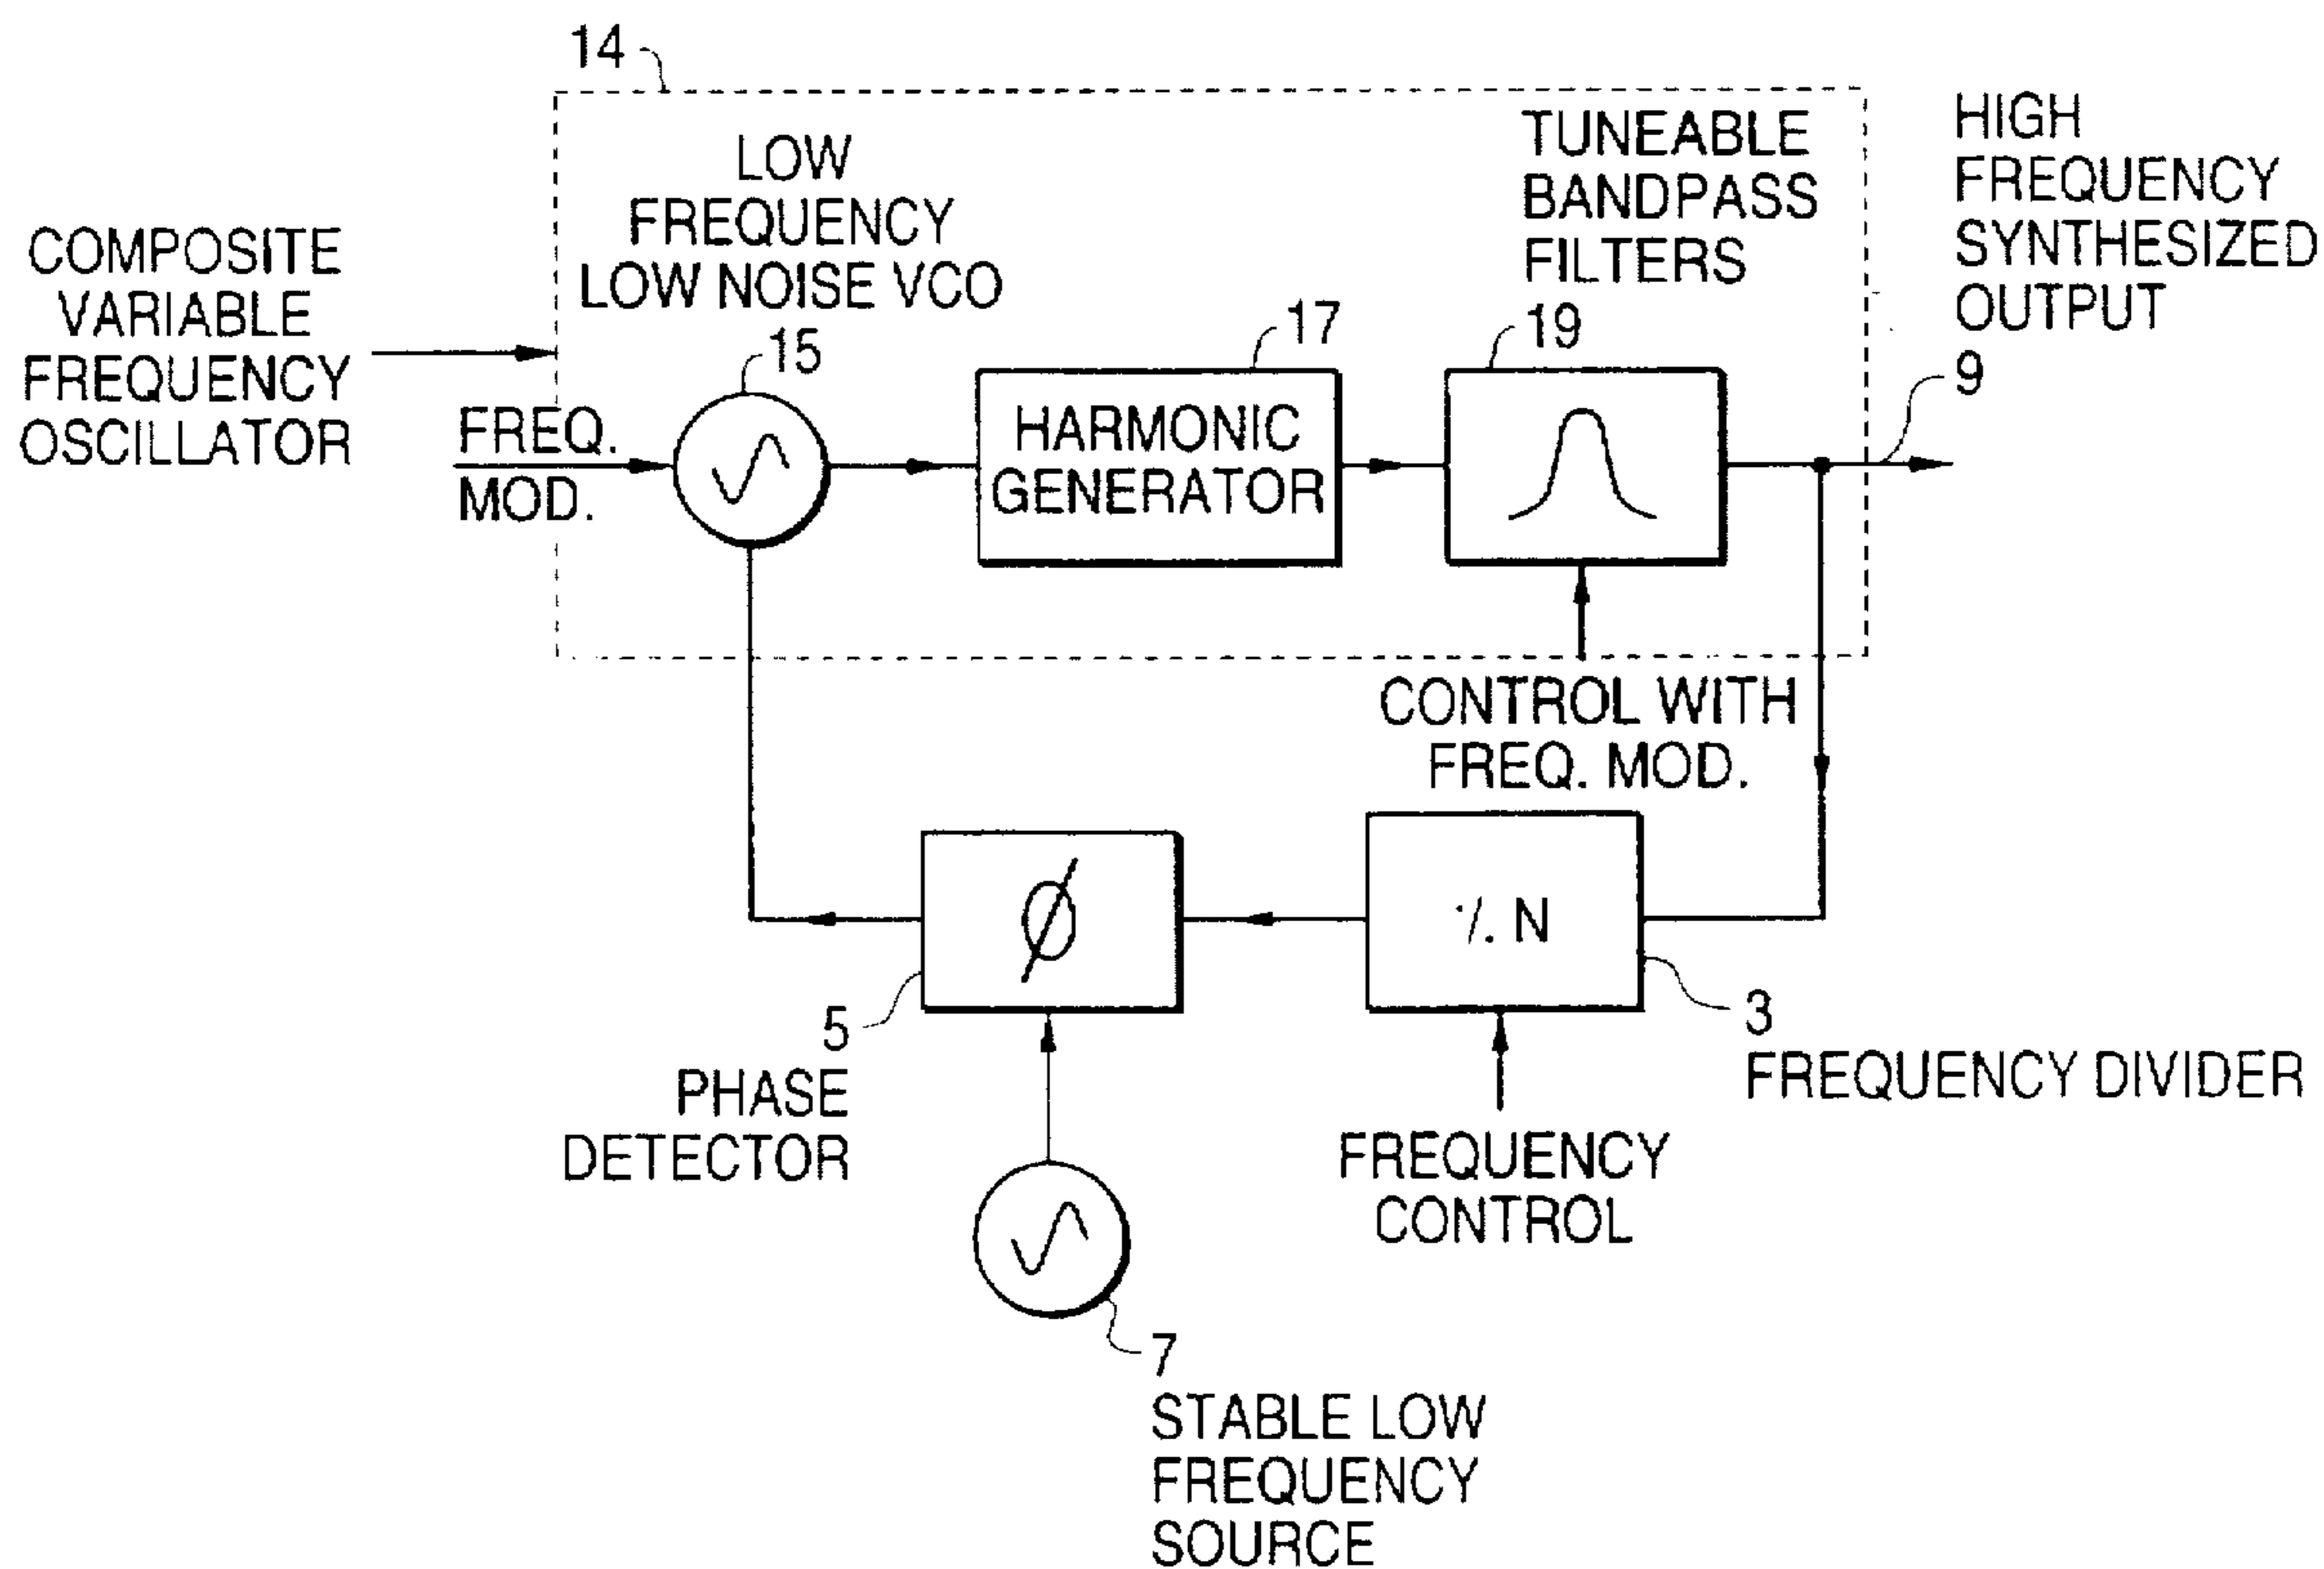 14
COMPOSITE
VARIABLE
FREQUENCY
OSCILLATOR
LOW
FREQUENCY
LOW NOISE VCO
15
FREQ.
MOD.
17
HARMONIC
GENERATOR
TUNEABLE
BANDPASS
FILTERS
19
HIGH
FREQUENCY
SYNTHESIZED
OUTPUT
9
CONTROL WITH
FREQ. MOD.
ϕ
5
PHASE
DETECTOR
⁒ N
3
FREQUENCY DIVIDER
FREQUENCY
CONTROL
7
STABLE LOW
FREQUENCY
SOURCE